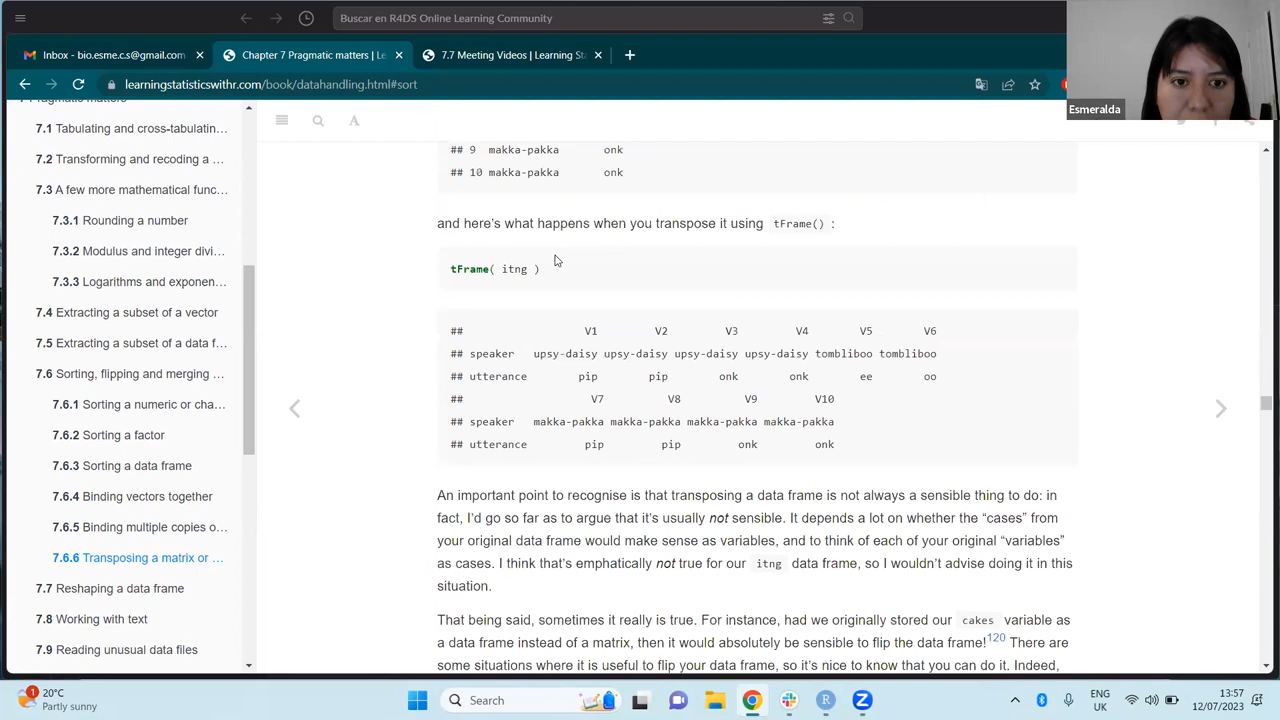 Buscar en R4DS Online Learning Community
Inbox - bio.esme.c.s@gmail.com
Chapter 7 Pragmatic matters | Le
7.7 Meeting Videos | Learning Sta
learningstatisticswithr.com/book/datahandling.html#sort
Esmeralda
7.1 Tabulating and cross-tabulatin…
7.2 Transforming and recoding a …
7.3 A few more mathematical func…
7.3.1 Rounding a number
7.3.2 Modulus and integer divi…
7.3.3 Logarithms and exponen…
7.4 Extracting a subset of a vector
7.5 Extracting a subset of a data f…
7.6 Sorting, flipping and merging …
7.6.1 Sorting a numeric or cha…
7.6.2 Sorting a factor
7.6.3 Sorting a data frame
7.6.4 Binding vectors together
7.6.5 Binding multiple copies o…
7.6.6 Transposing a matrix or …
7.7 Reshaping a data frame
7.8 Working with text
7.9 Reading unusual data files
A
## 9 makka-pakka onk
## 10 makka-pakka onk
and here's what happens when you transpose it using tFrame() :
tFrame( itng )
## V1 V2 V3 V4 V5 V6
## speaker upsy-daisy upsy-daisy upsy-daisy upsy-daisy tombliboo tombliboo
## utterance pip pip onk onk ee oo
## V7 V8 V9 V10
## speaker makka-pakka makka-pakka makka-pakka makka-pakka
## utterance pip pip onk onk
An important point to recognise is that transposing a data frame is not always a sensible thing to do: in
fact, I'd go so far as to argue that it's usually not sensible. It depends a lot on whether the “cases” from
your original data frame would make sense as variables, and to think of each of your original “variables”
as cases. I think that's emphatically not true for our itng data frame, so I wouldn't advise doing it in this
situation.
That being said, sometimes it really is true. For instance, had we originally stored our cakes variable as
a data frame instead of a matrix, then it would absolutely be sensible to flip the data frame!120 There are
some situations where it is useful to flip your data frame, so it's nice to know that you can do it. Indeed,
1
20°C
Partly sunny
Search
R
Z
ENG
UK
13:57
12/07/2023